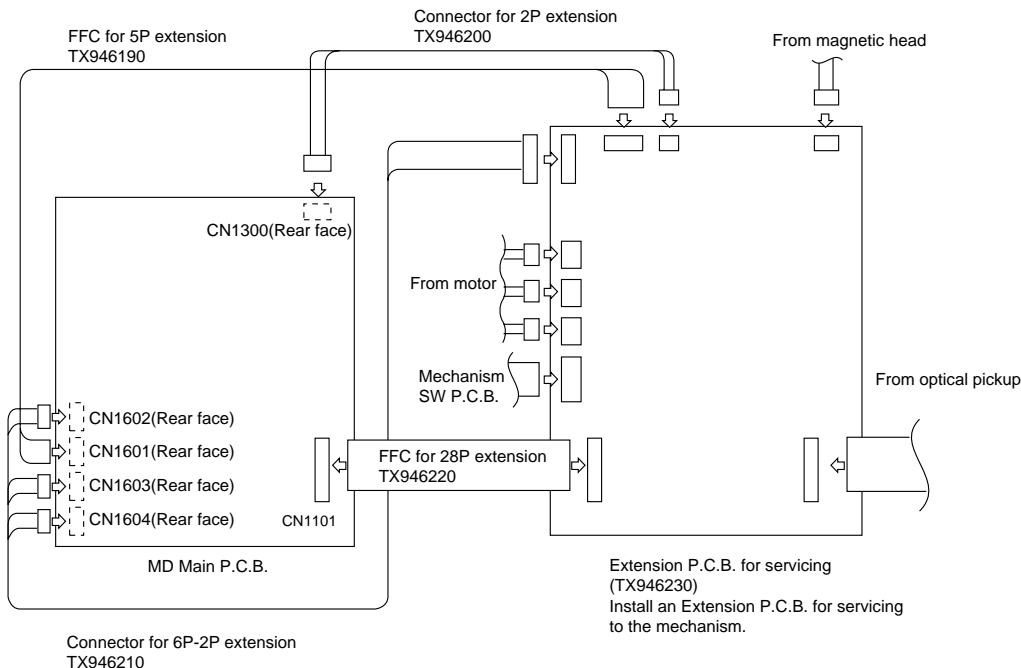 Connector for 2P extension
TX946200
FFC for 5P extension
TX946190
From magnetic head
CN1300(Rear face)
From motor
Mechanism
SW P.C.B.
From optical pickup
CN1602(Rear face)
CN1601(Rear face)
CN1603(Rear face)
CN1604(Rear face)
FFC for 28P extension
TX946220
CN1101
MD Main P.C.B.
Extension P.C.B. for servicing
(TX946230)
Install an Extension P.C.B. for servicing
to the mechanism.
Connector for 6P-2P extension
TX946210